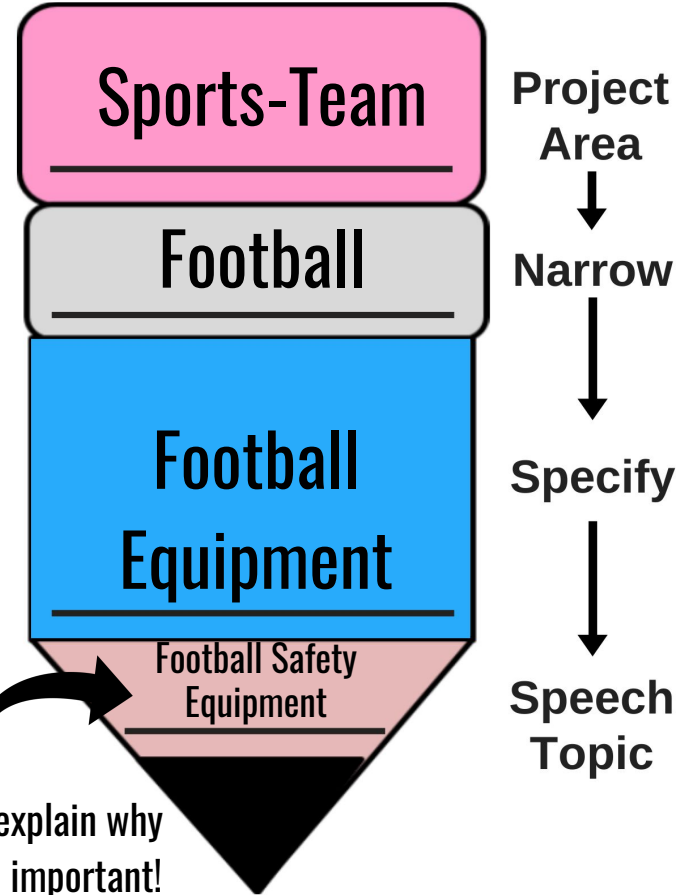 Sports-Team
Project
Area
Football
Narrow
Football
Equipment
Specify
Football Safety
Equipment
Speech
Topic
explain why
important!